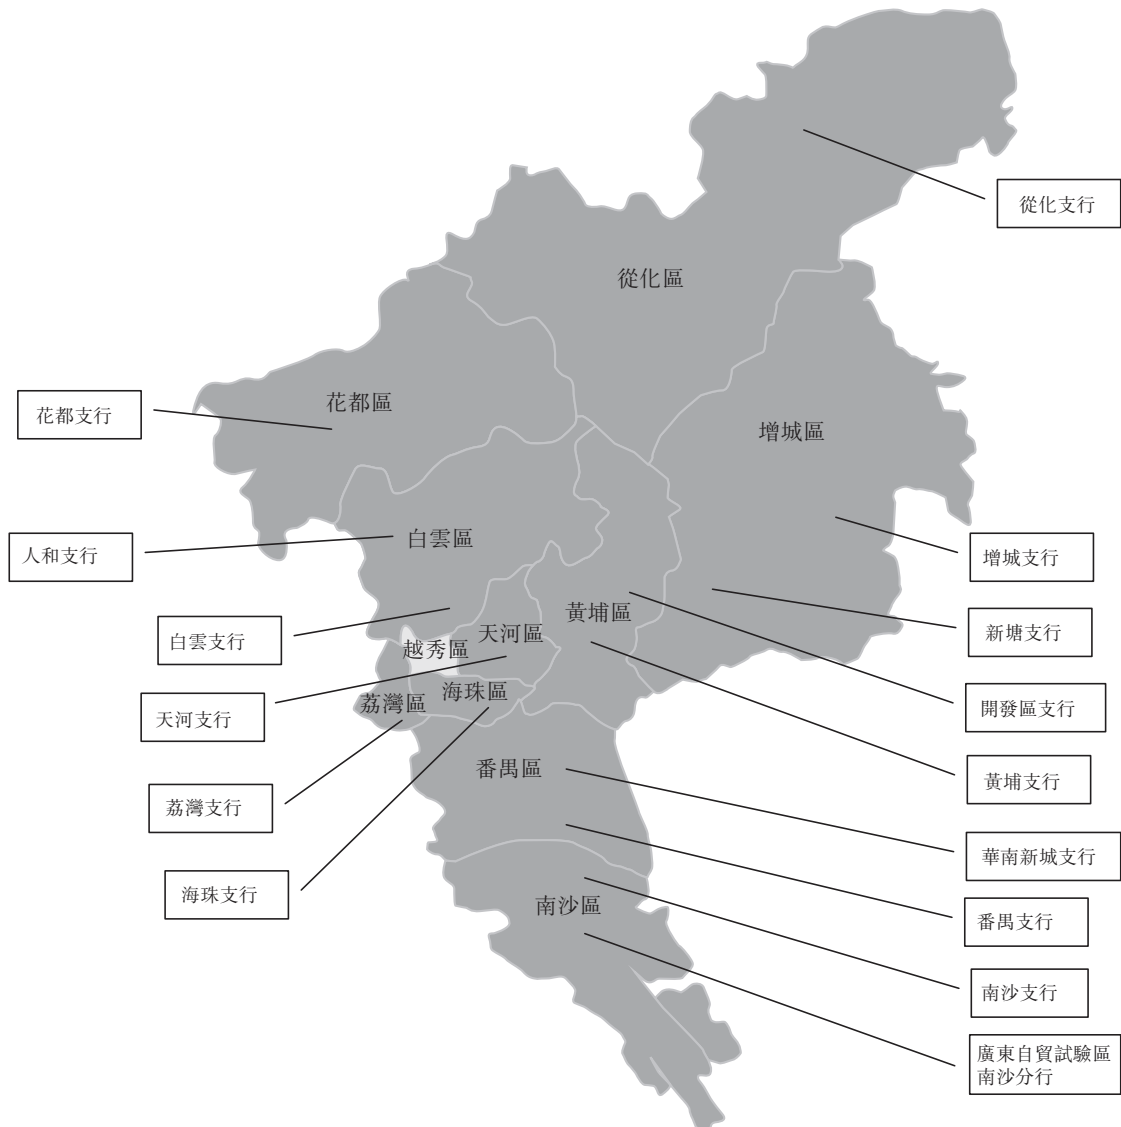 從化支行
從化區
花都區
花都支行
增城區
白雲區
人和支行
增城支行
黃埔區
天河區
新塘支行
白雲支行
越秀區
海珠區
荔灣區
天河支行
開發區支行
番禺區
黃埔支行
荔灣支行
華南新城支行
海珠支行
南沙區
番禺支行
南沙支行
廣東自貿試驗區
南沙分行